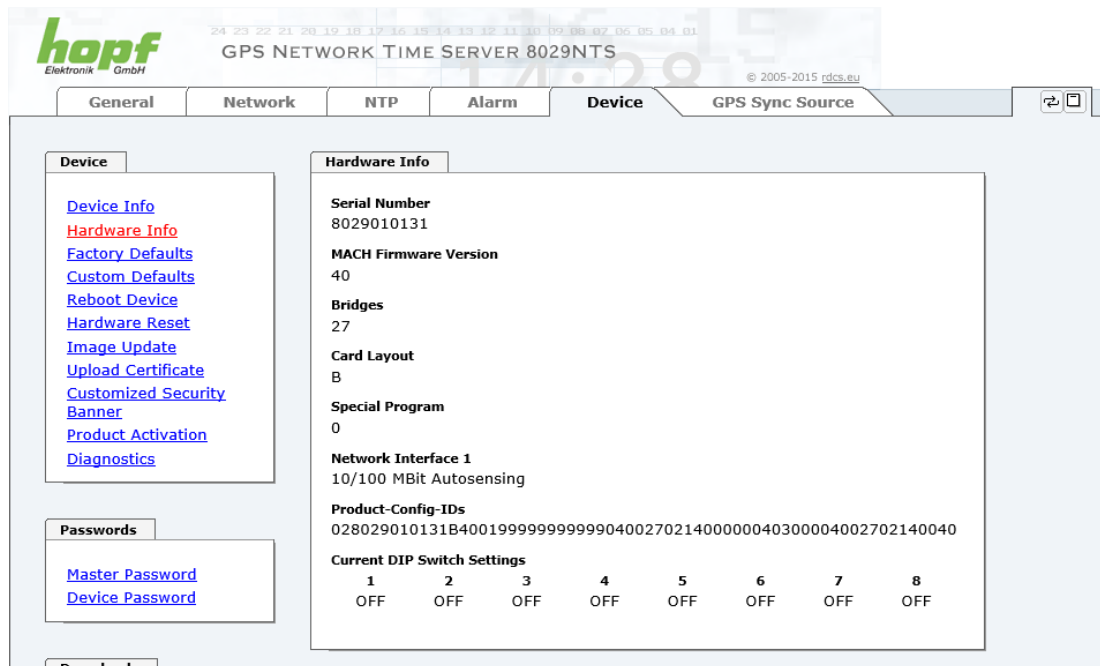 hopf
Elektronik GmbH
24 23 22 21 20 19 18 17 16 15 14 13 12 11 10 09 08 07 06 05 04 03
GPS NETWORK TIME SERVER 8029NTS
14:28
© 2005-2015 rdcs.eu
General Network NTP Alarm Device GPS Sync Source
Device
Device Info
Hardware Info
Factory Defaults
Custom Defaults
Reboot Device
Hardware Reset
Image Update
Upload Certificate
Customized Security
Banner
Product Activation
Diagnostics
Passwords
Master Password
Device Password
Hardware Info
Serial Number
8029010131
MACH Firmware Version
40
Bridges
27
Card Layout
B
Special Program
0
Network Interface 1
10/100 MBit Autosensing
Product-Config-IDs
028029010131B40019999999999904002702140000004030000400270214 0040
Current DIP Switch Settings
1 2 3 4 5 6 7 8
OFF OFF OFF OFF OFF OFF OFF OFF